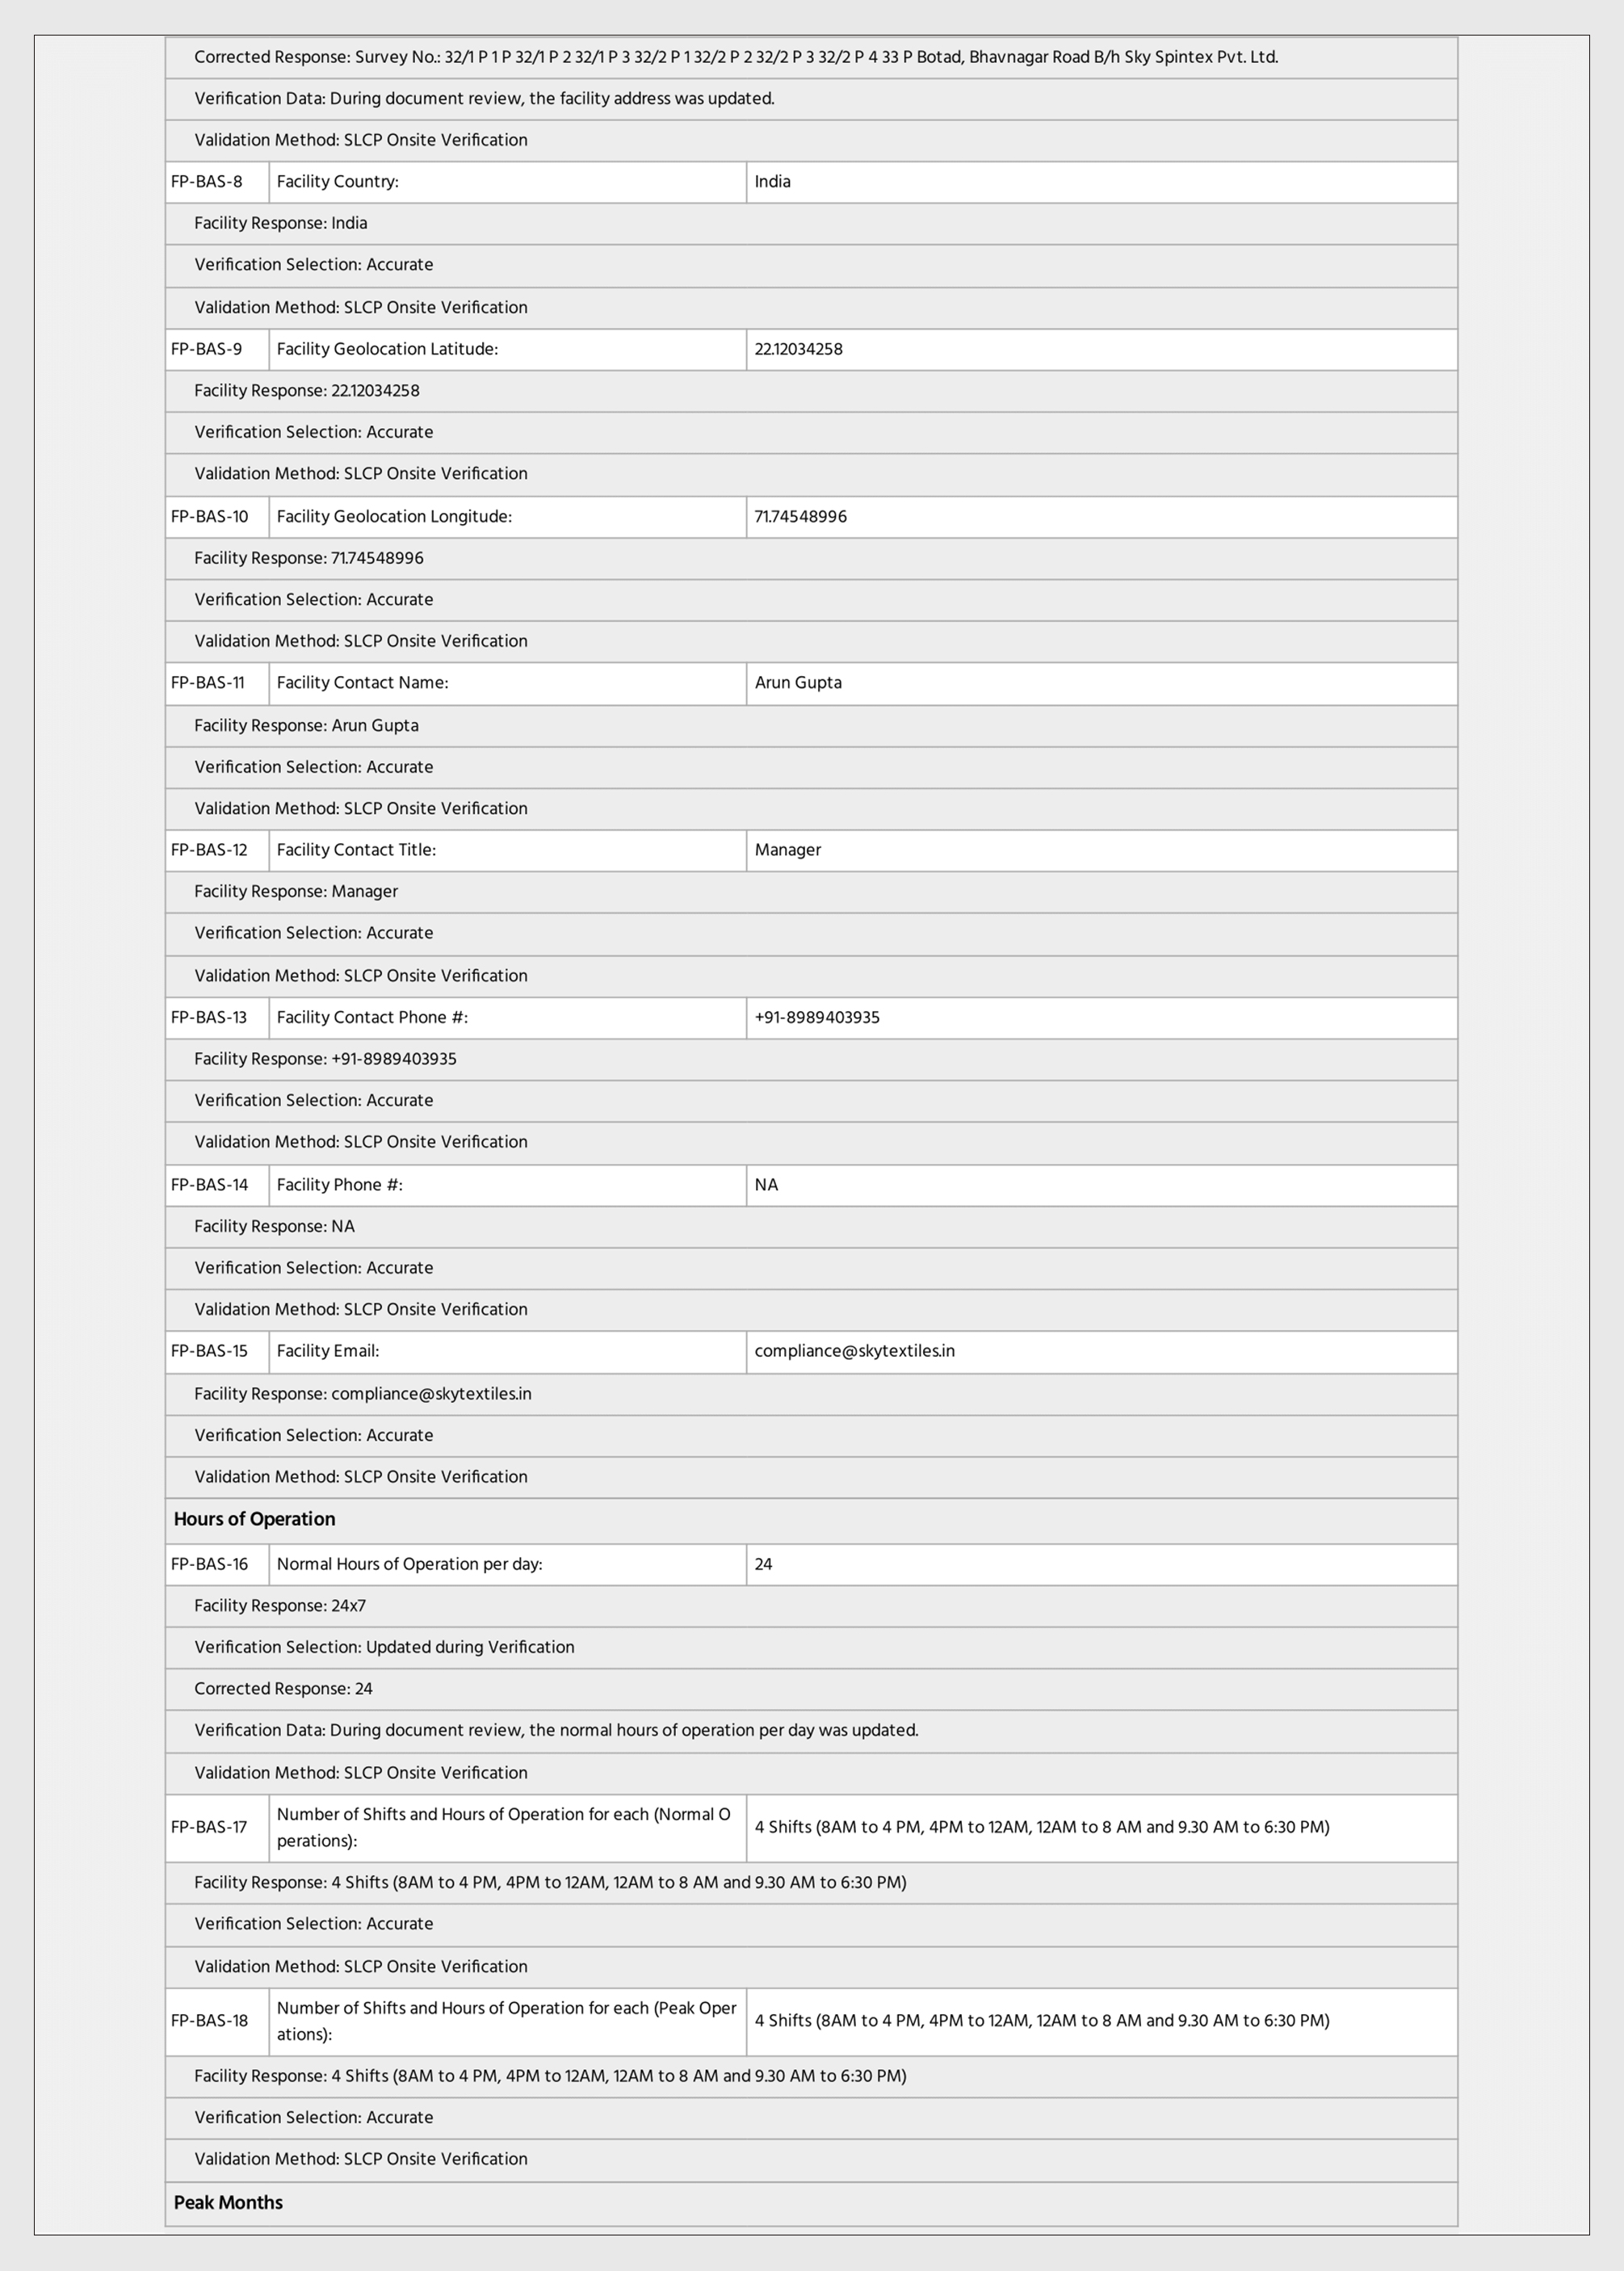 Corrected Response: Survey No.: 32/1 P 1 P 32/1 P 2 32/1 P 3 32/2 P 1 32/2 P 2 32/2 P 3 32/2 P 4 33 P Botad, Bhavnagar Road B/h Sky Spintex Pvt. Ltd.
Verification Data: During document review, the facility address was updated.
Validation Method: SLCP Onsite Verification
FP-BAS-8 Facility Country: India
Facility Response: India
Verification Selection: Accurate
Validation Method: SLCP Onsite Verification
FP-BAS-9 Facility Geolocation Latitude: 22.12034258
Facility Response: 22.12034258
Verification Selection: Accurate
Validation Method: SLCP Onsite Verification
FP-BAS-10 Facility Geolocation Longitude: 71.74548996
Facility Response: 71.74548996
Verification Selection: Accurate
Validation Method: SLCP Onsite Verification
FP-BAS-11 Facility Contact Name: Arun Gupta
Facility Response: Arun Gupta
Verification Selection: Accurate
Validation Method: SLCP Onsite Verification
FP-BAS-12 Facility Contact Title: Manager
Facility Response: Manager
Verification Selection: Accurate
Validation Method: SLCP Onsite Verification
FP-BAS-13 Facility Contact Phone #: +91-8989403935
Facility Response: +91-8989403935
Verification Selection: Accurate
Validation Method: SLCP Onsite Verification
FP-BAS-14 Facility Phone #: NA
Facility Response: NA
Verification Selection: Accurate
Validation Method: SLCP Onsite Verification
FP-BAS-15 Facility Email: compliance@skytextiles.in
Facility Response: compliance@skytextiles.in
Verification Selection: Accurate
Validation Method: SLCP Onsite Verification
Hours of Operation
FP-BAS-16 Normal Hours of Operation per day: 24
Facility Response: 24x7
Verification Selection: Updated during Verification
Corrected Response: 24
Verification Data: During document review, the normal hours of operation per day was updated.
Validation Method: SLCP Onsite Verification
FP-BAS-17 Number of Shifts and Hours of Operation for each (Normal O
perations): 4 Shifts (8AM to 4 PM, 4PM to 12AM, 12AM to 8 AM and 9.30 AM to 6:30 PM)
Facility Response: 4 Shifts (8AM to 4 PM, 4PM to 12AM, 12AM to 8 AM and 9.30 AM to 6:30 PM)
Verification Selection: Accurate
Validation Method: SLCP Onsite Verification
FP-BAS-18 Number of Shifts and Hours of Operation for each (Peak Oper
ations): 4 Shifts (8AM to 4 PM, 4PM to 12AM, 12AM to 8 AM and 9.30 AM to 6:30 PM)
Facility Response: 4 Shifts (8AM to 4 PM, 4PM to 12AM, 12AM to 8 AM and 9.30 AM to 6:30 PM)
Verification Selection: Accurate
Validation Method: SLCP Onsite Verification
Peak Months